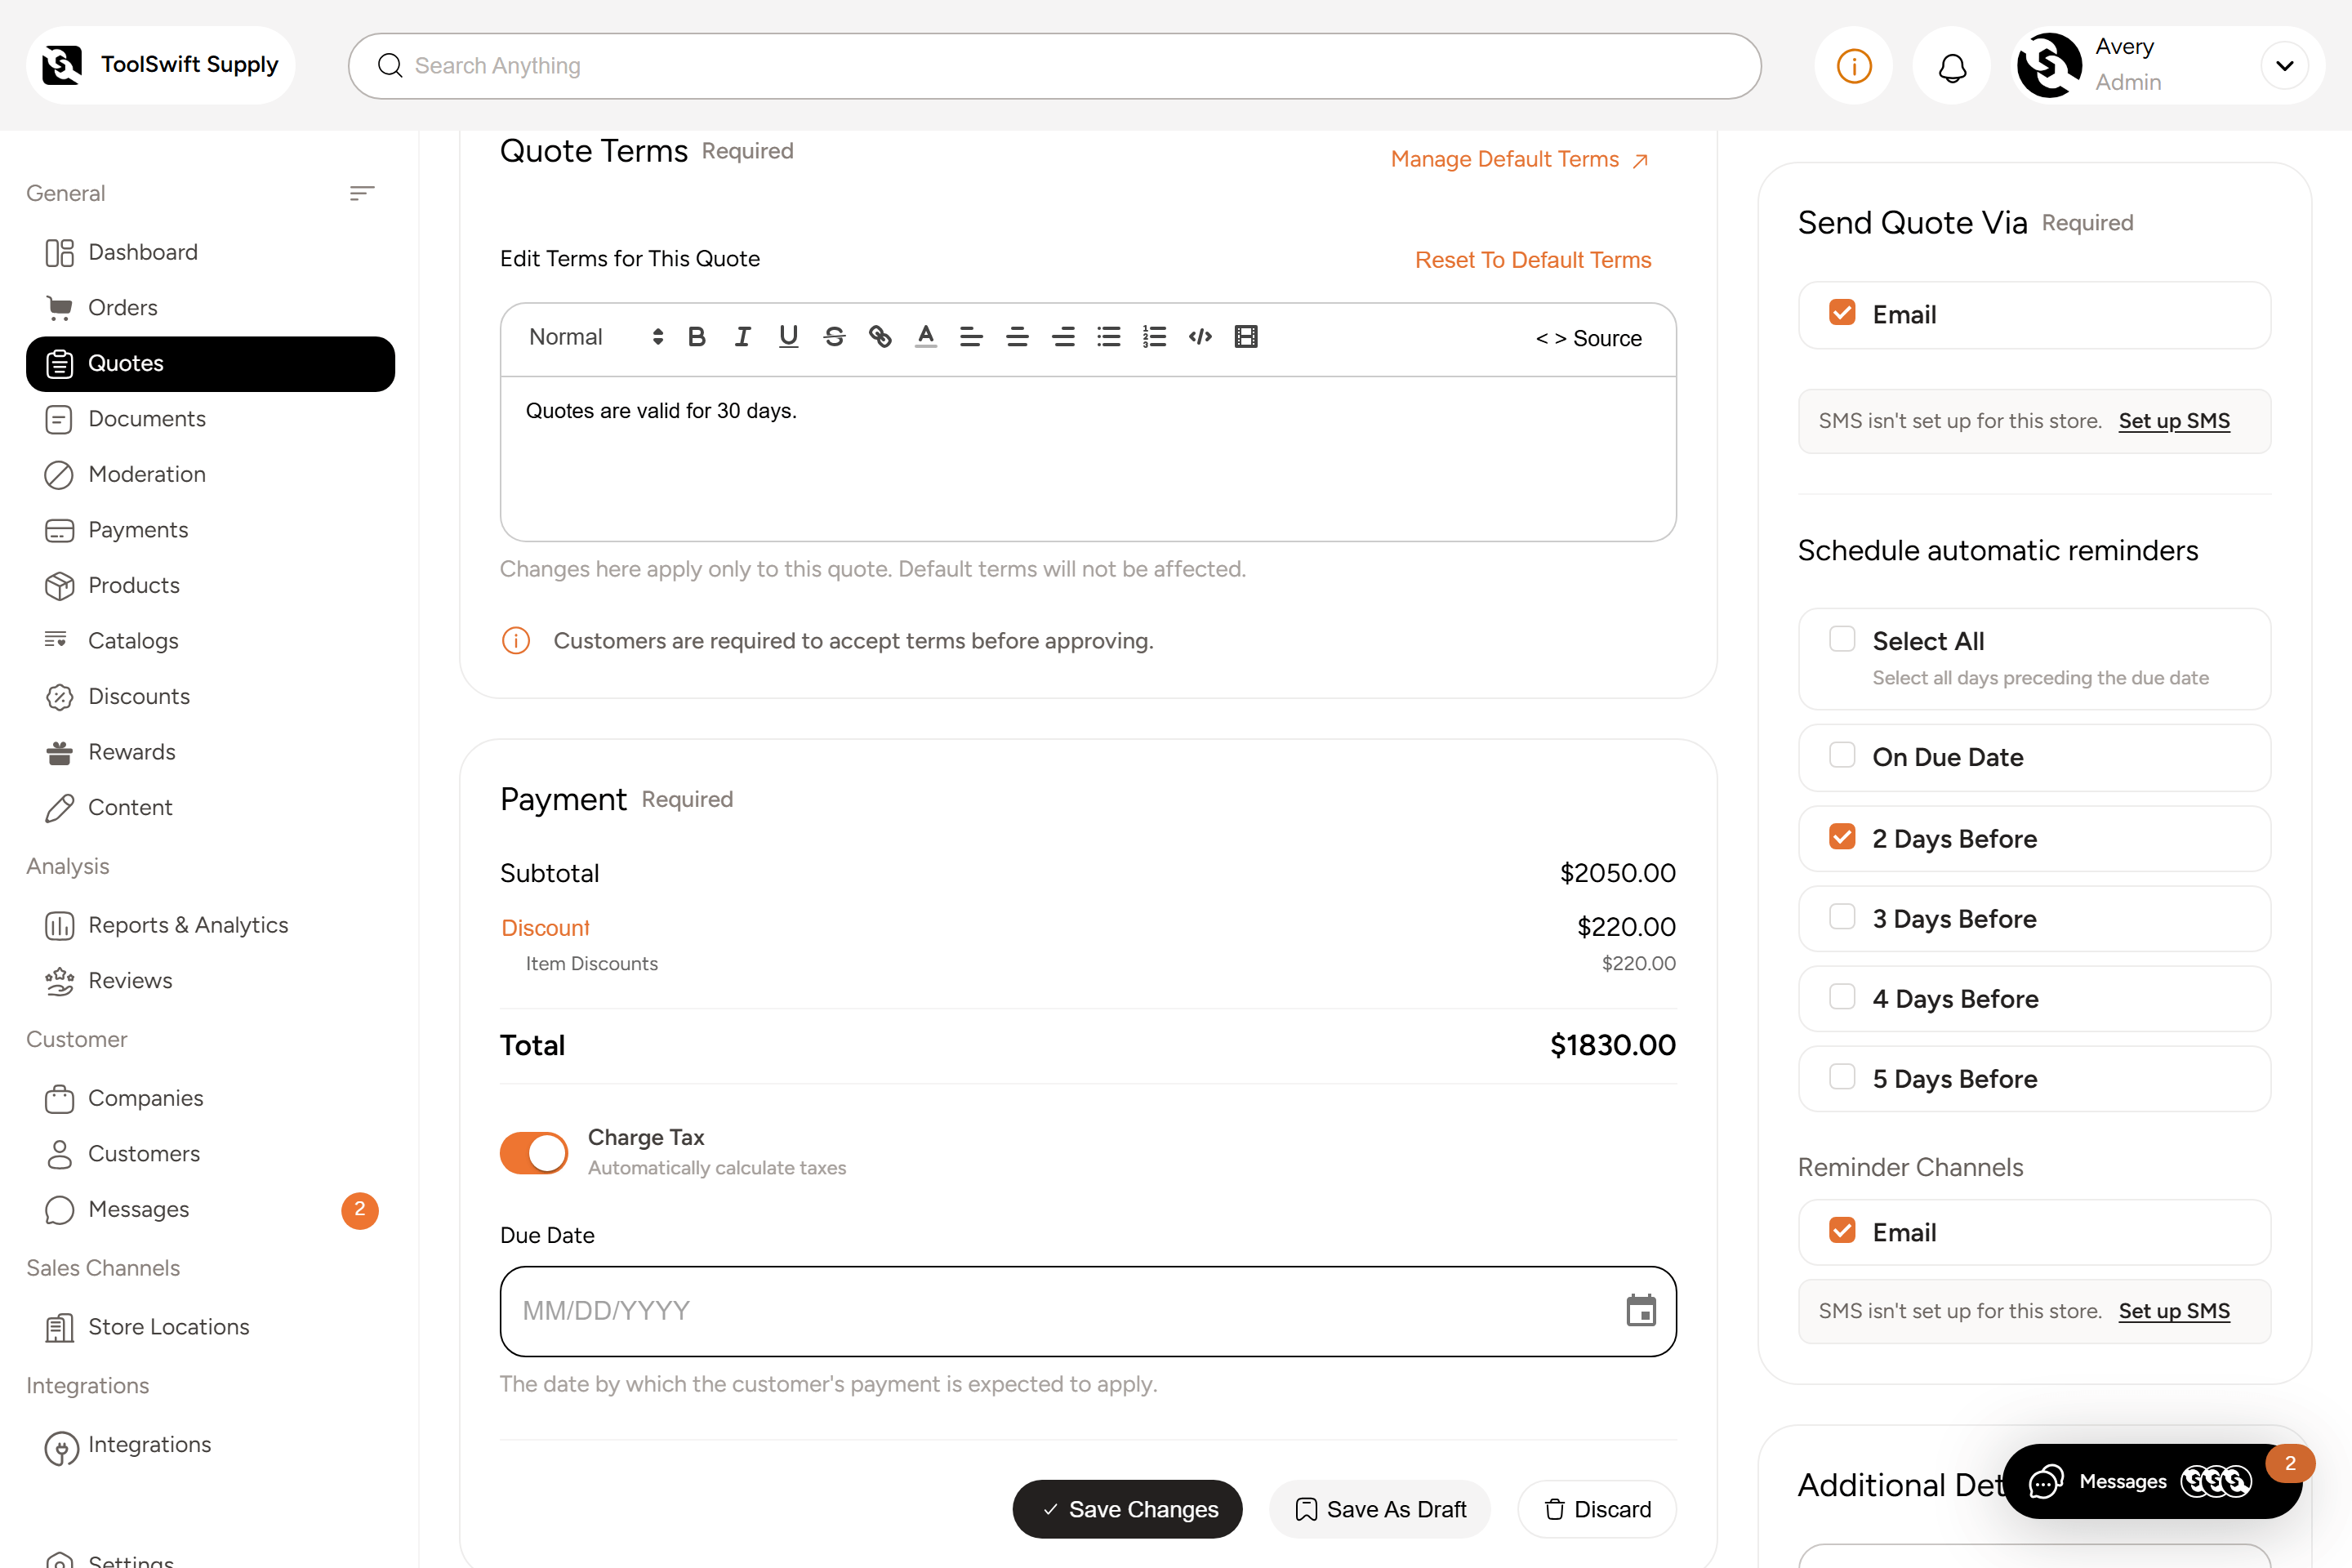 ToolSwift Supply
Search Anything
Avery
Admin
General
Dashboard
Orders
Quotes
Documents
Moderation
Payments
Products
Catalogs
Discounts
Rewards
Content
Analysis
Reports & Analytics
Reviews
Customer
Companies
Customers
Messages
2
Sales Channels
Store Locations
Integrations
Integrations
Settings
Quote Terms Required
Manage Default Terms
Edit Terms for This Quote
Reset To Default Terms
Normal
< > Source
Quotes are valid for 30 days.
Changes here apply only to this quote. Default terms will not be affected.
Customers are required to accept terms before approving.
Payment Required
Subtotal $2050.00
Discount $220.00
Item Discounts $220.00
Total $1830.00
Charge Tax
Automatically calculate taxes
Due Date
MM/DD/YYYY
The date by which the customer's payment is expected to apply.
Save Changes
Save As Draft
Discard
Send Quote Via Required
Email
SMS isn't set up for this store. Set up SMS
Schedule automatic reminders
Select All
Select all days preceding the due date
On Due Date
2 Days Before
3 Days Before
4 Days Before
5 Days Before
Reminder Channels
Email
SMS isn't set up for this store. Set up SMS
Additional Det
Messages
2